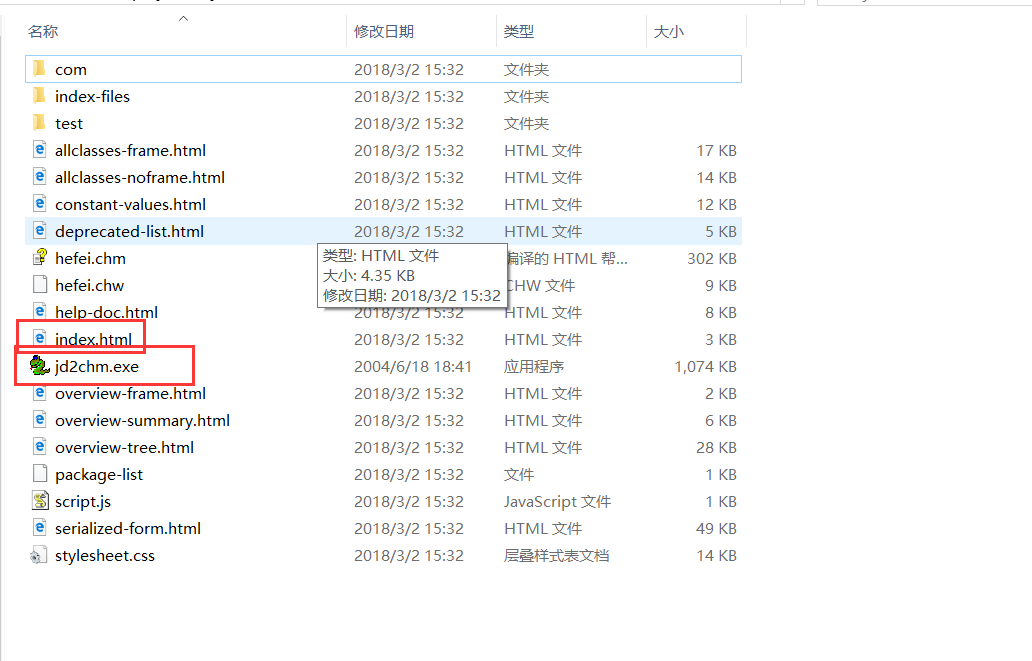 名称 修改日期 类型 大小
com 2018/3/2 15:32 文件夹
index-files 2018/3/2 15:32 文件夹
test 2018/3/2 15:32 文件夹
allclasses-frame.html 2018/3/2 15:32 HTML 文件 17 KB
allclasses-noframe.html 2018/3/2 15:32 HTML 文件 14 KB
constant-values.html 2018/3/2 15:32 HTML 文件 12 KB
deprecated-list.html 2018/3/2 15:32 HTML 文件 5 KB
类型: HTML 文件
大小: 4.35 KB
修改日期: 2018/3/2 15:32
hefei.chm 编译的 HTML 帮... 302 KB
hefei.chw CHW 文件 9 KB
help-doc.html 2018/3/2 15:32 HTML 文件 8 KB
index.html 2018/3/2 15:32 HTML 文件 3 KB
jd2chm.exe 2004/6/18 18:41 应用程序 1,074 KB
overview-frame.html 2018/3/2 15:32 HTML 文件 2 KB
overview-summary.html 2018/3/2 15:32 HTML 文件 6 KB
overview-tree.html 2018/3/2 15:32 HTML 文件 28 KB
package-list 2018/3/2 15:32 文件 1 KB
script.js 2018/3/2 15:32 JavaScript 文件 1 KB
serialized-form.html 2018/3/2 15:32 HTML 文件 49 KB
stylesheet.css 2018/3/2 15:32 层叠样式表文档 14 KB